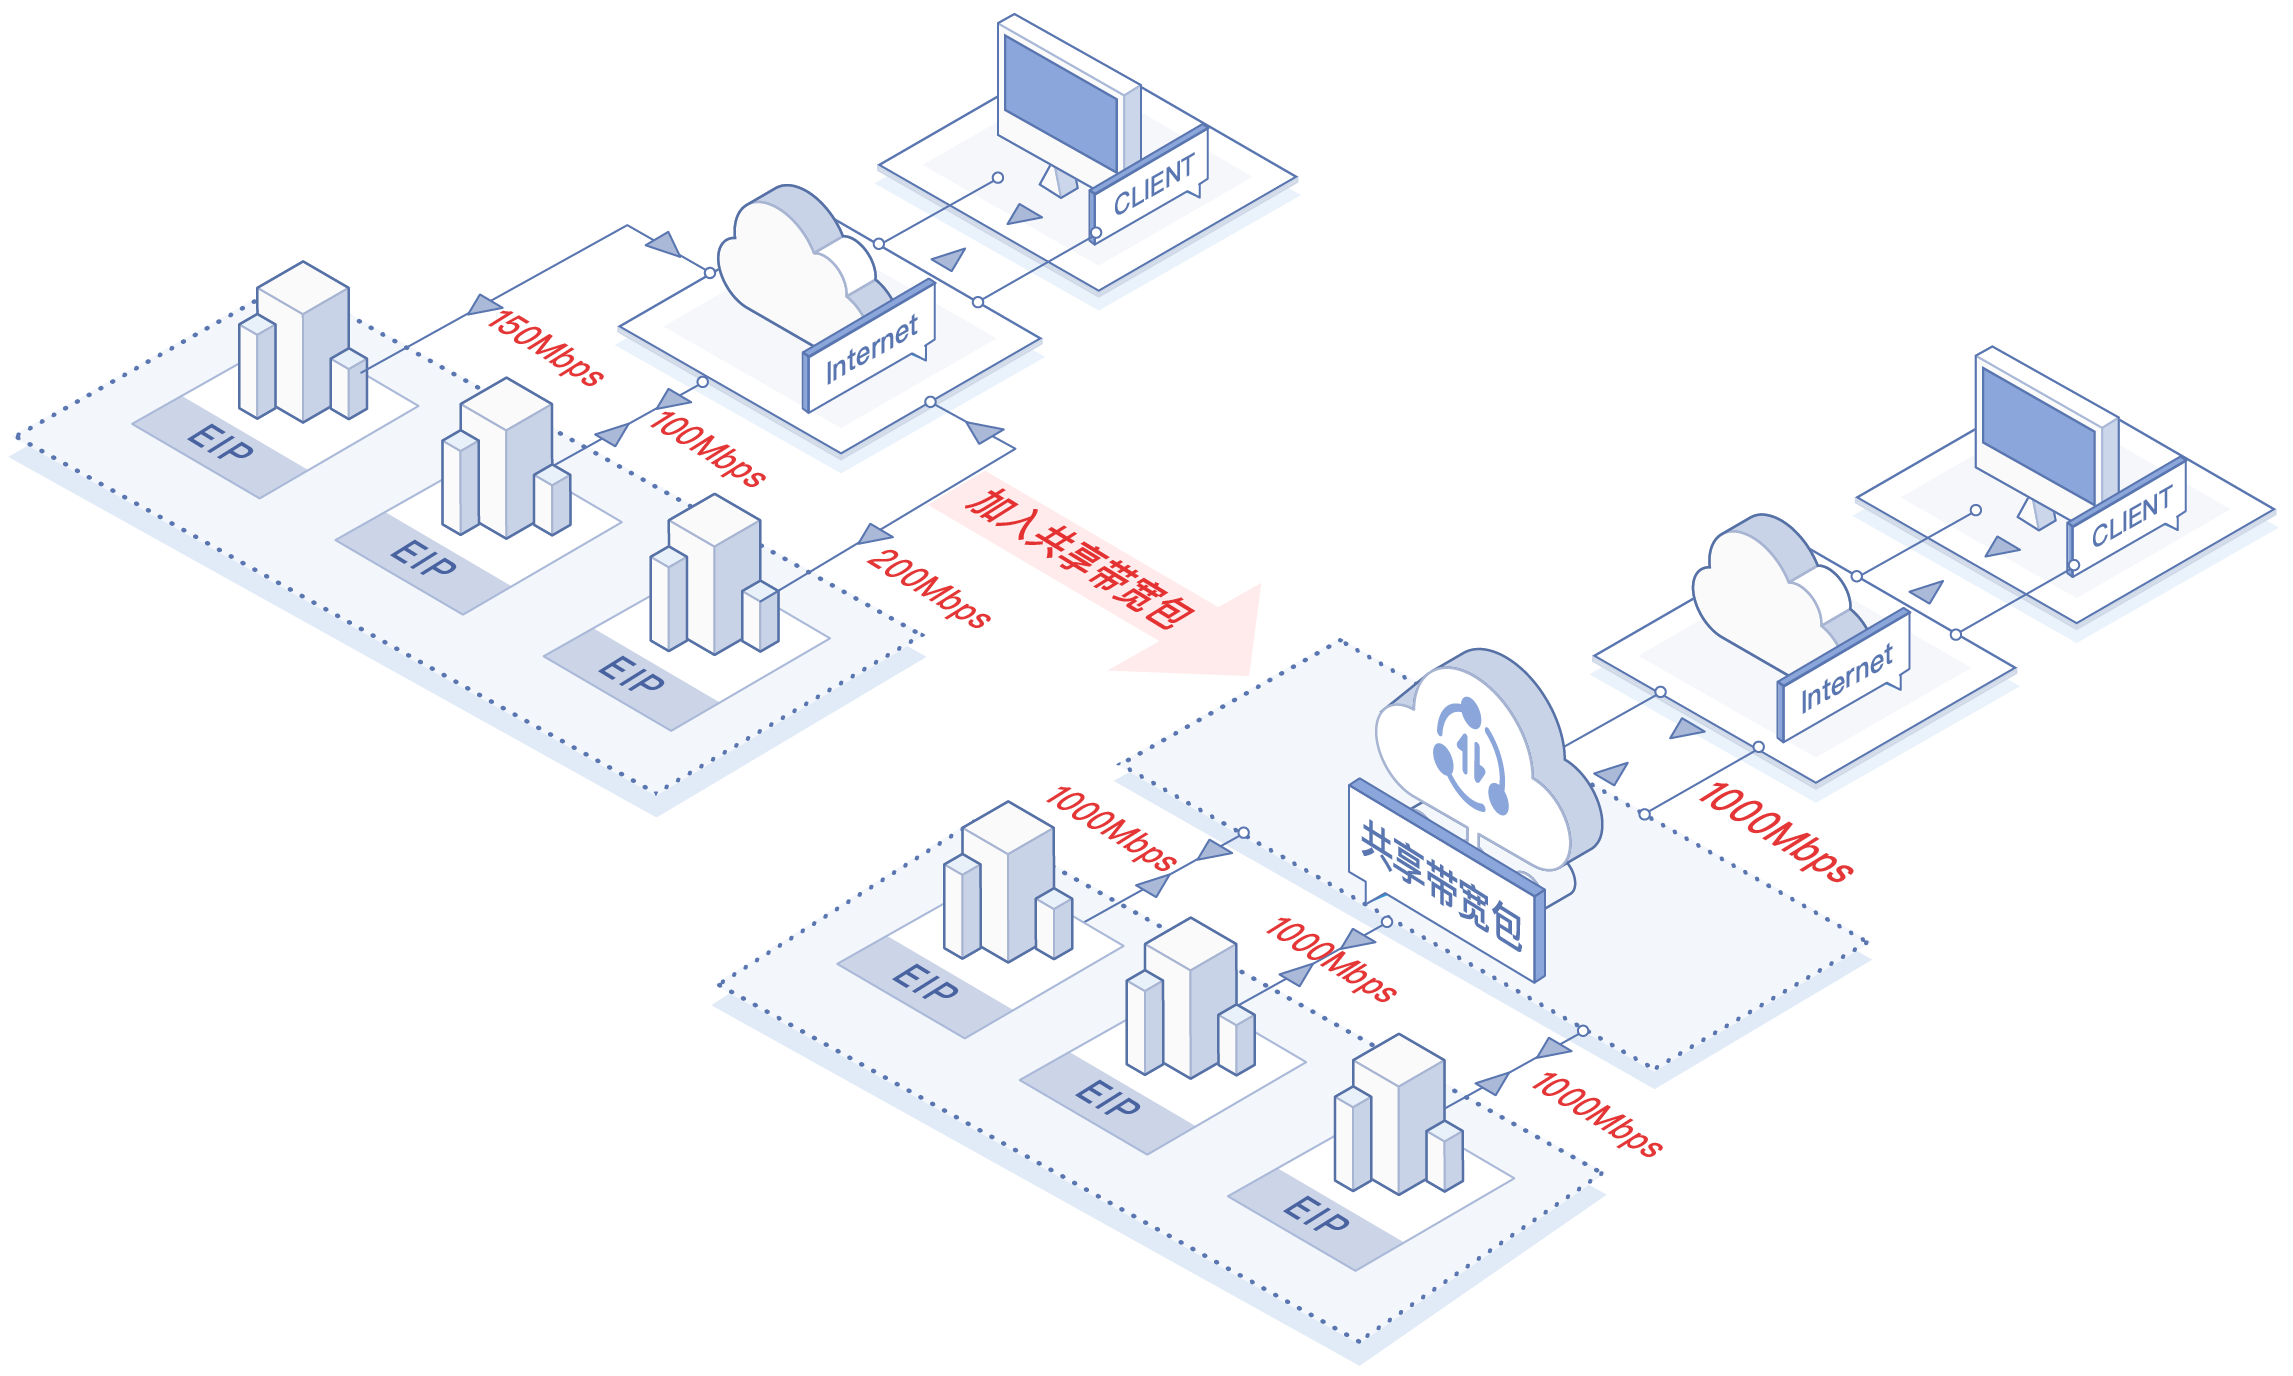 CLIENT
Internet
150Mbps
100Mbps
200Mbps
EIP
EIP
EIP
加入共享带宽包
CLIENT
Internet
1000Mbps
共享带宽包
1000Mbps
1000Mbps
1000Mbps
EIP
EIP
EIP